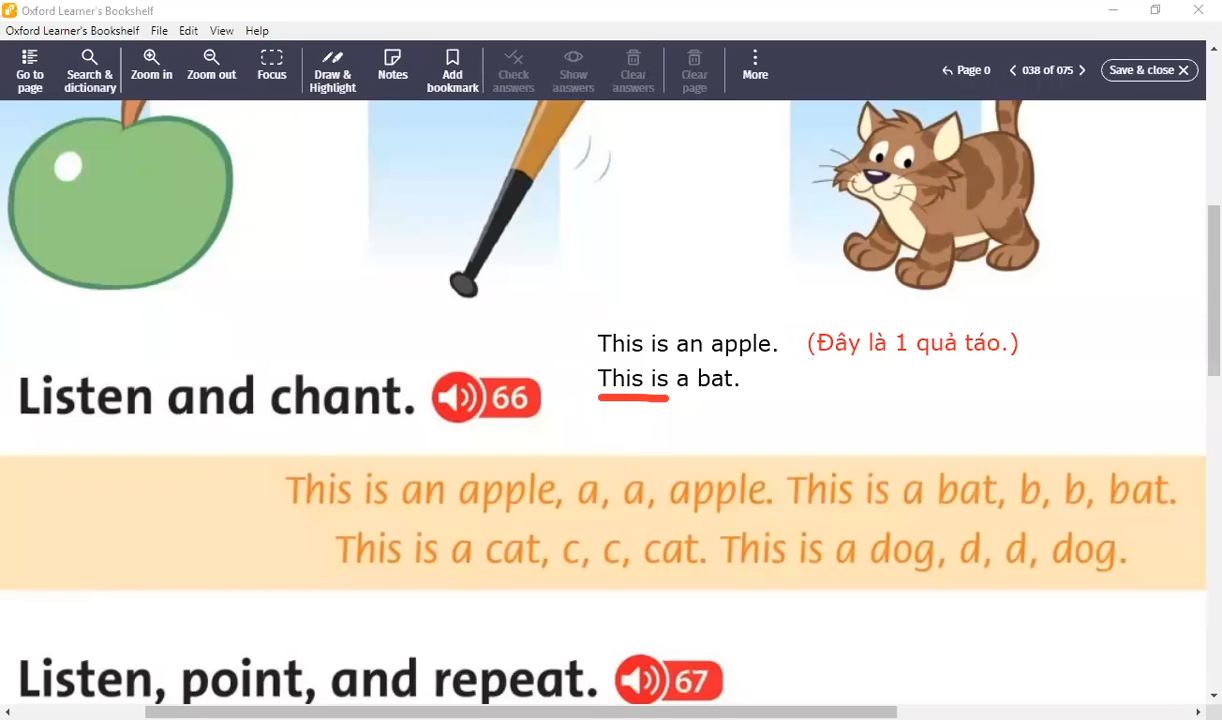 Oxford Learner's Bookshelf
Oxford Learner's Bookshelf File Edit View Help
Go to page
Search & dictionary
Zoom in
Zoom out
Focus
Draw & Highlight
Notes
Add bookmark
Check answers
Show answers
Clear answers
Clear page
More
Page 0
038 of 075
Save & close
This is an apple. (Đây là 1 quả táo.)
This is a bat.
Listen and chant. 66
This is an apple, a, a, apple. This is a bat, b, b, bat.
This is a cat, c, c, cat. This is a dog, d, d, dog.
Listen, point, and repeat. 67